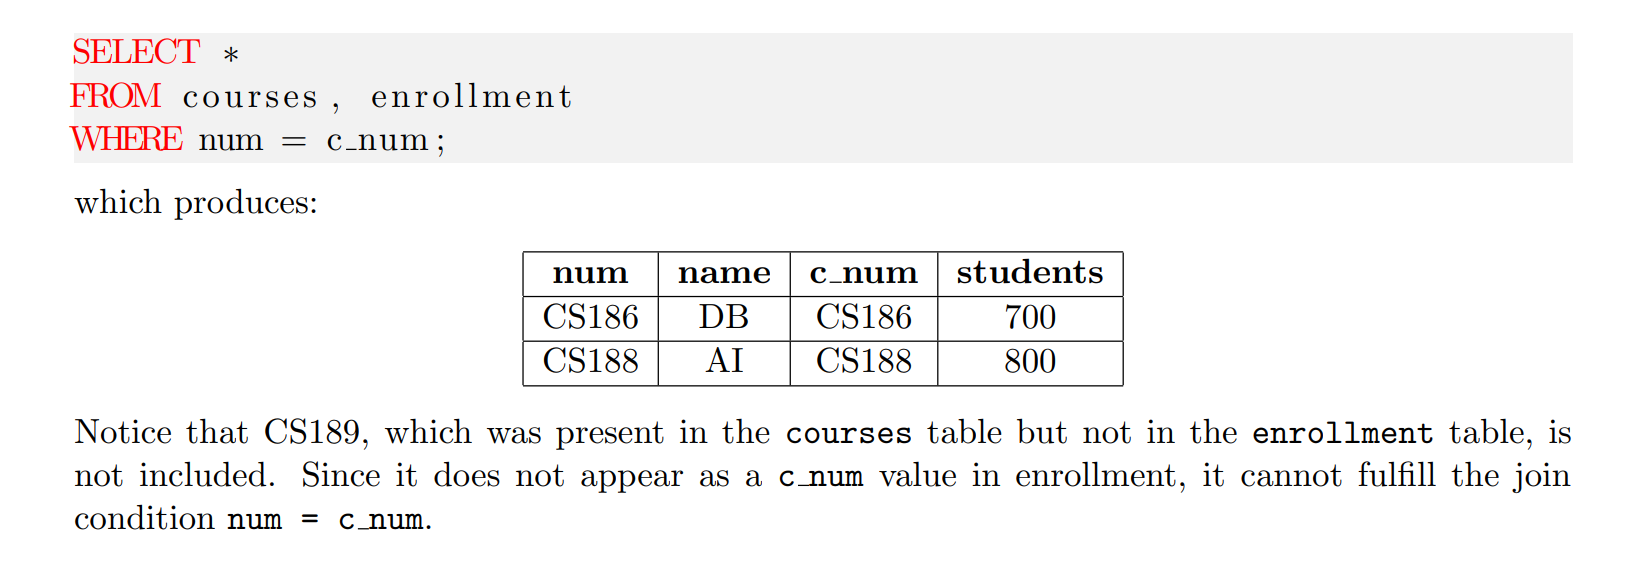 SELECT *
FROM courses, enrollment
WHERE num = c_num;
which produces:
num name c_num students
CS186 DB CS186 700
CS188 AI CS188 800
Notice that CS189, which was present in the courses table but not in the enrollment table, is
not included. Since it does not appear as a c_num value in enrollment, it cannot fulfill the join
condition num = c_num.